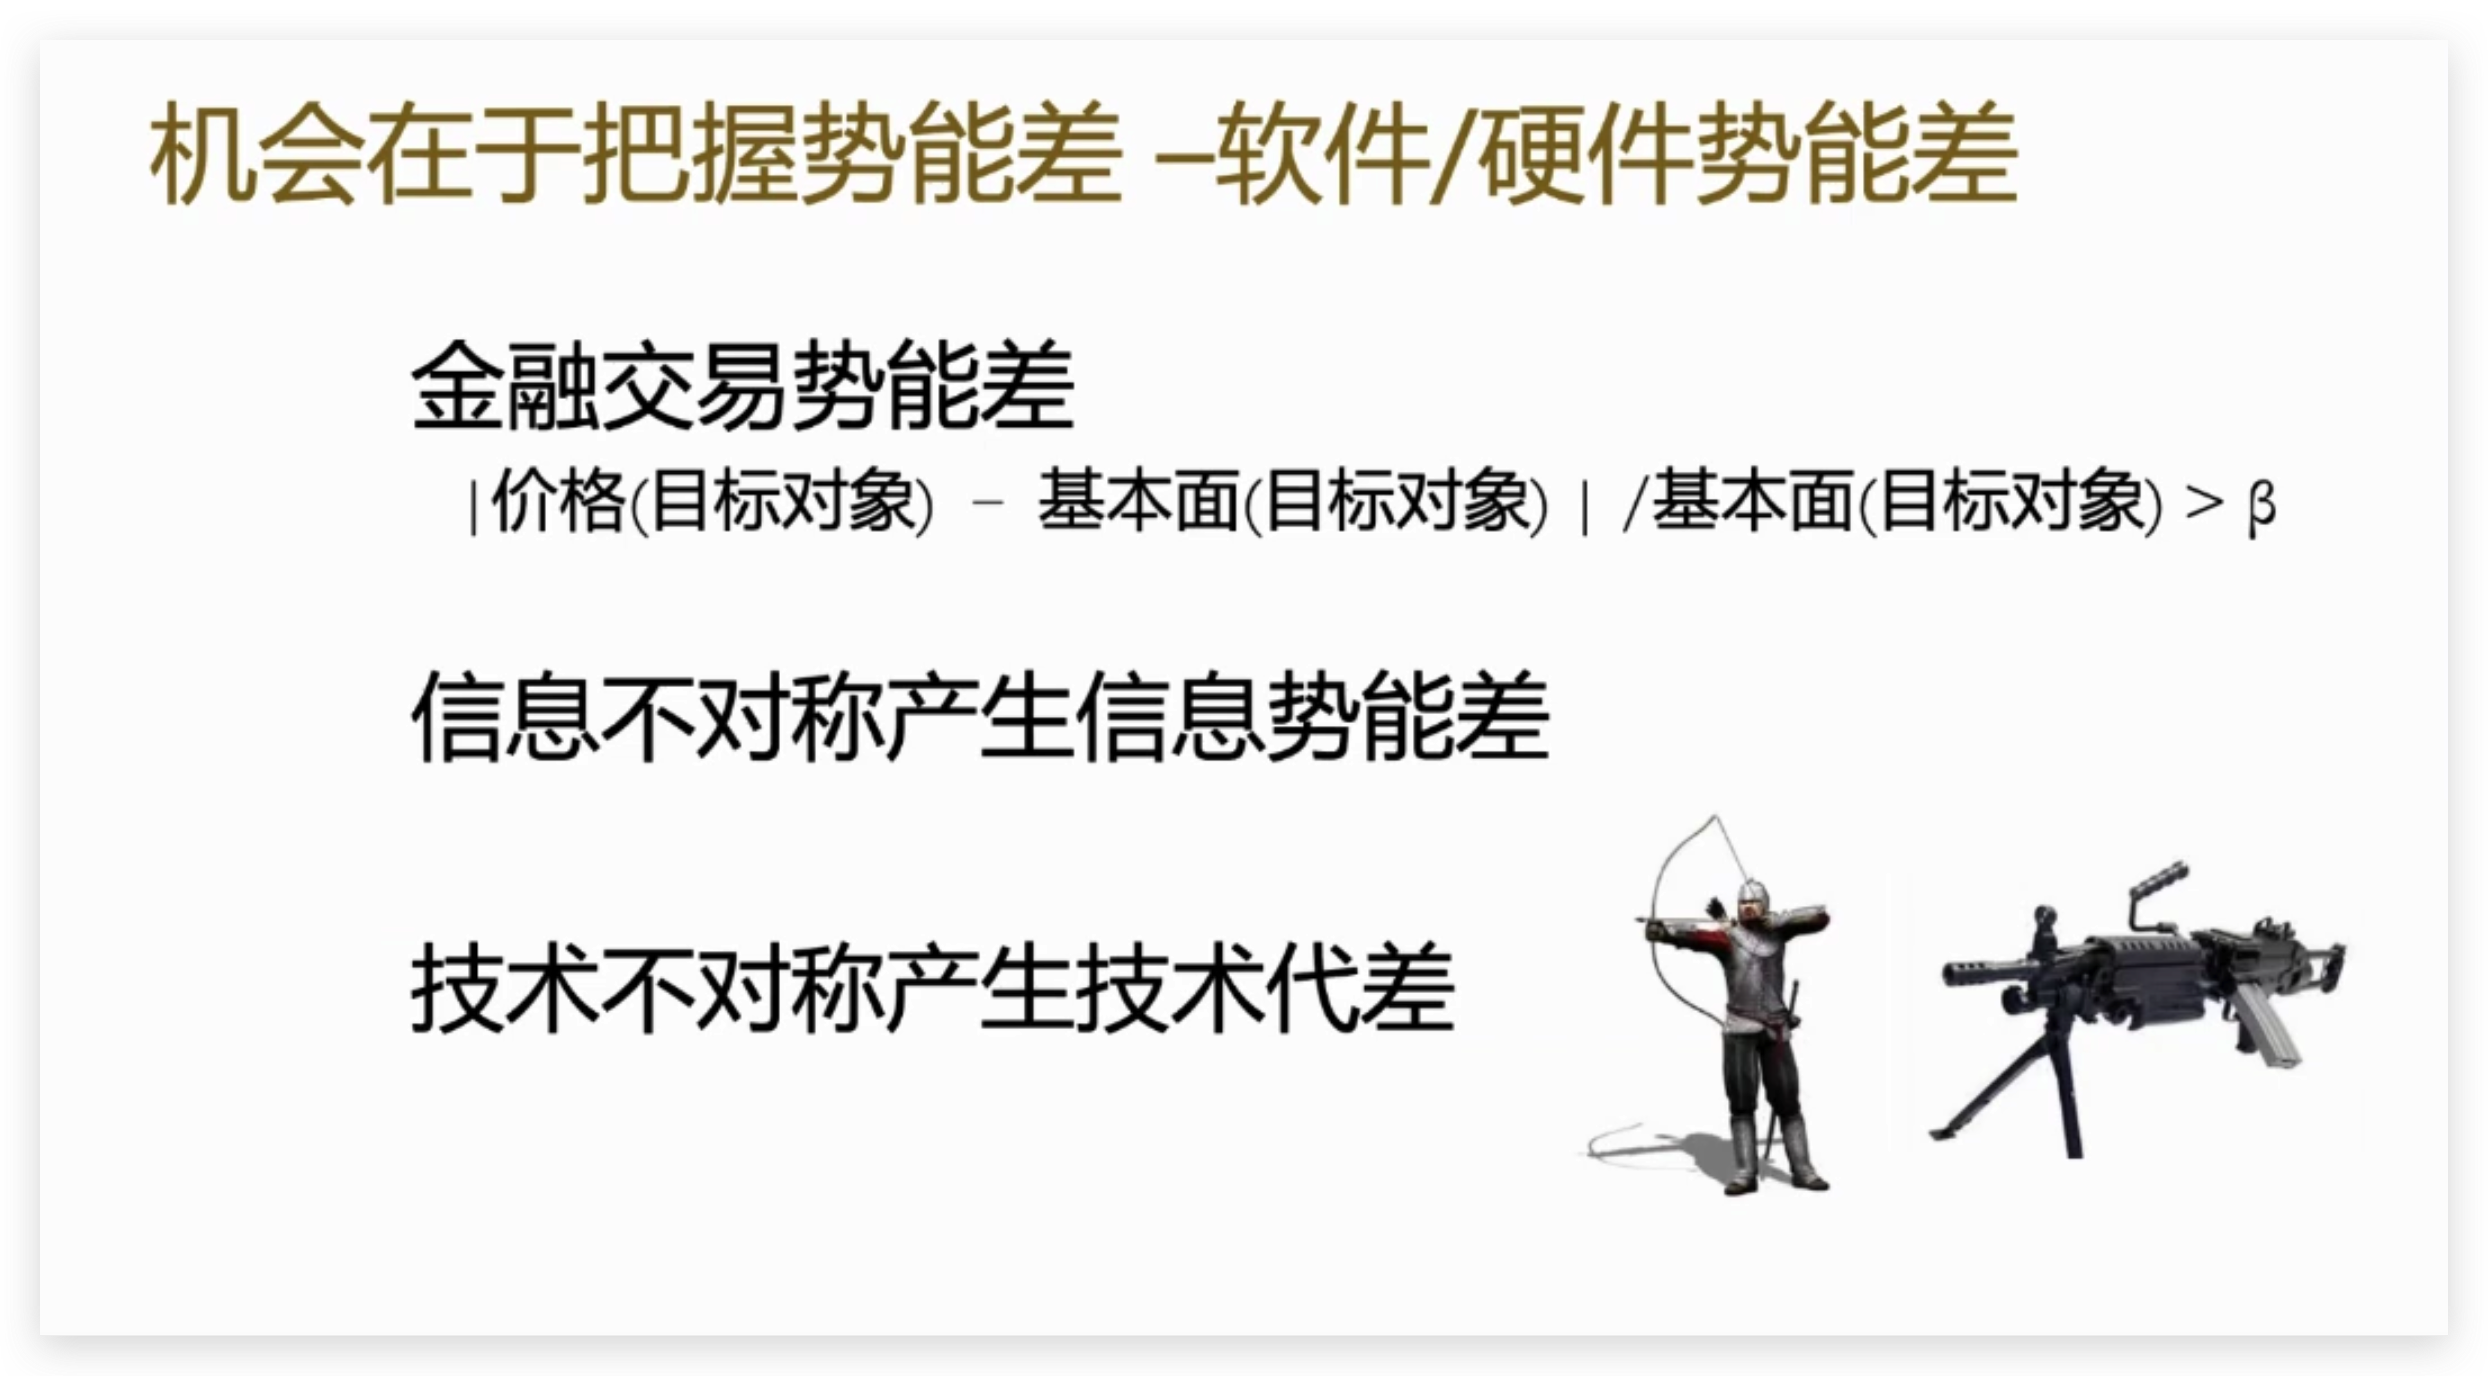 机会在于把握势能差 –软件/硬件势能差
金融交易势能差
|价格(目标对象) － 基本面(目标对象) | /基本面(目标对象) > β
信息不对称产生信息势能差
技术不对称产生技术代差